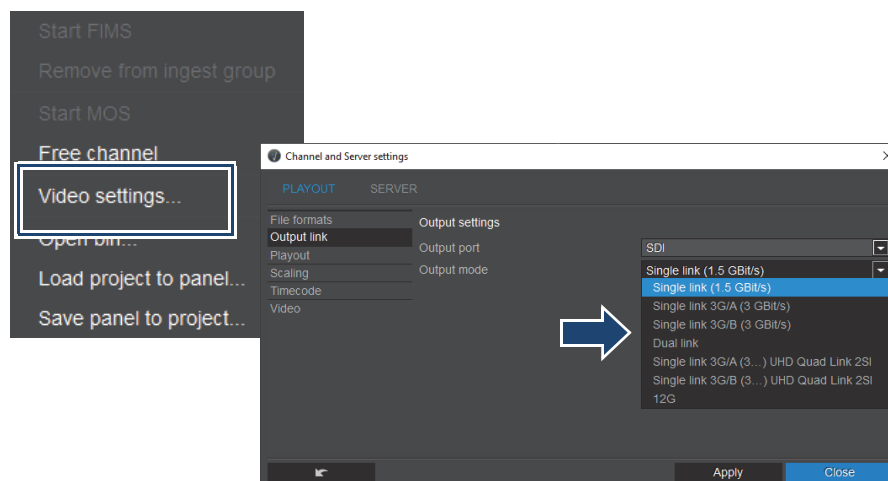 Start FIMS
Remove from ingest group
Start MOS
Free channel
Video settings...
Open bin...
Load project to panel...
Save panel to project...
Channel and Server settings
PLAYOUT SERVER
File formats
Output link
Playout
Scaling
Timecode
Video
Output settings
Output port SDI
Output mode Single link (1.5 GBit/s)
Single link (1.5 GBit/s)
Single link 3G/A (3 GBit/s)
Single link 3G/B (3 GBit/s)
Dual link
Single link 3G/A (3...) UHD Quad Link 2SI
Single link 3G/B (3...) UHD Quad Link 2SI
12G
Apply Close